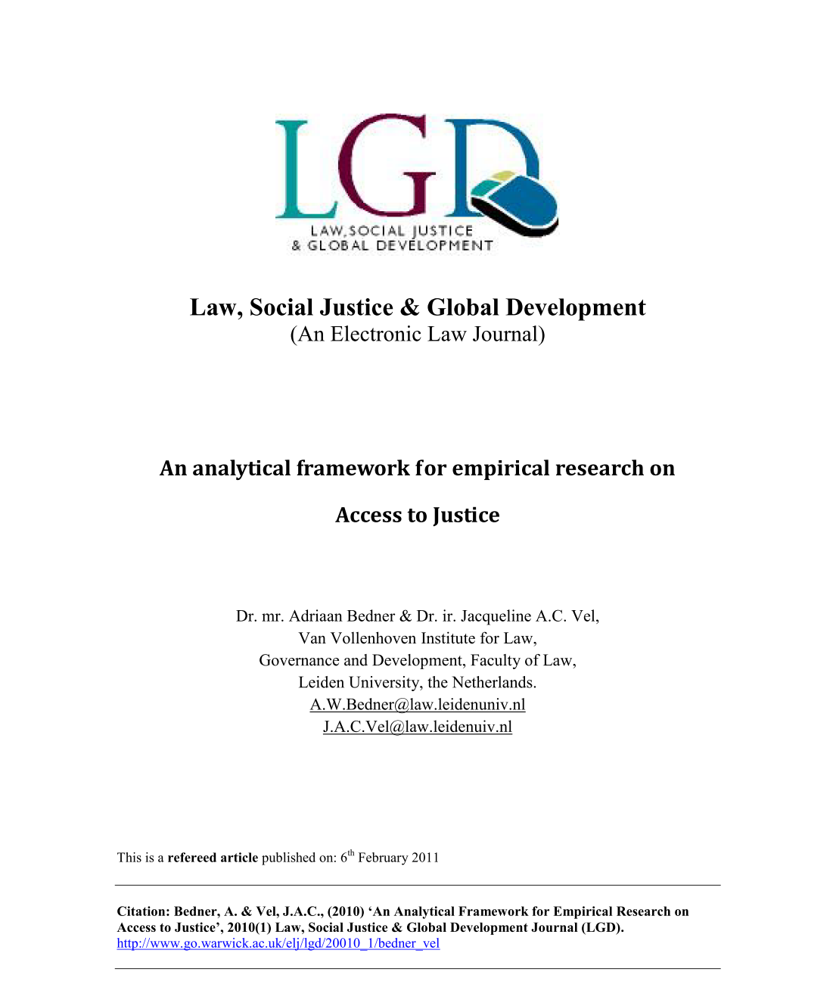 LGD
LAW, SOCIAL JUSTICE
& GLOBAL DEVELOPMENT
Law, Social Justice & Global Development
(An Electronic Law Journal)
An analytical framework for empirical research on
Access to Justice
Dr. mr. Adriaan Bedner & Dr. ir. Jacqueline A.C. Vel,
Van Vollenhoven Institute for Law,
Governance and Development, Faculty of Law,
Leiden University, the Netherlands.
A.W.Bedner@law.leidenuniv.nl
J.A.C.Vel@law.leidenuiv.nl
This is a refereed article published on: 6th February 2011
Citation: Bedner, A. & Vel, J.A.C., (2010) ‘An Analytical Framework for Empirical Research on
Access to Justice’, 2010(1) Law, Social Justice & Global Development Journal (LGD).
http://www.go.warwick.ac.uk/elj/lgd/20010_1/bedner_vel